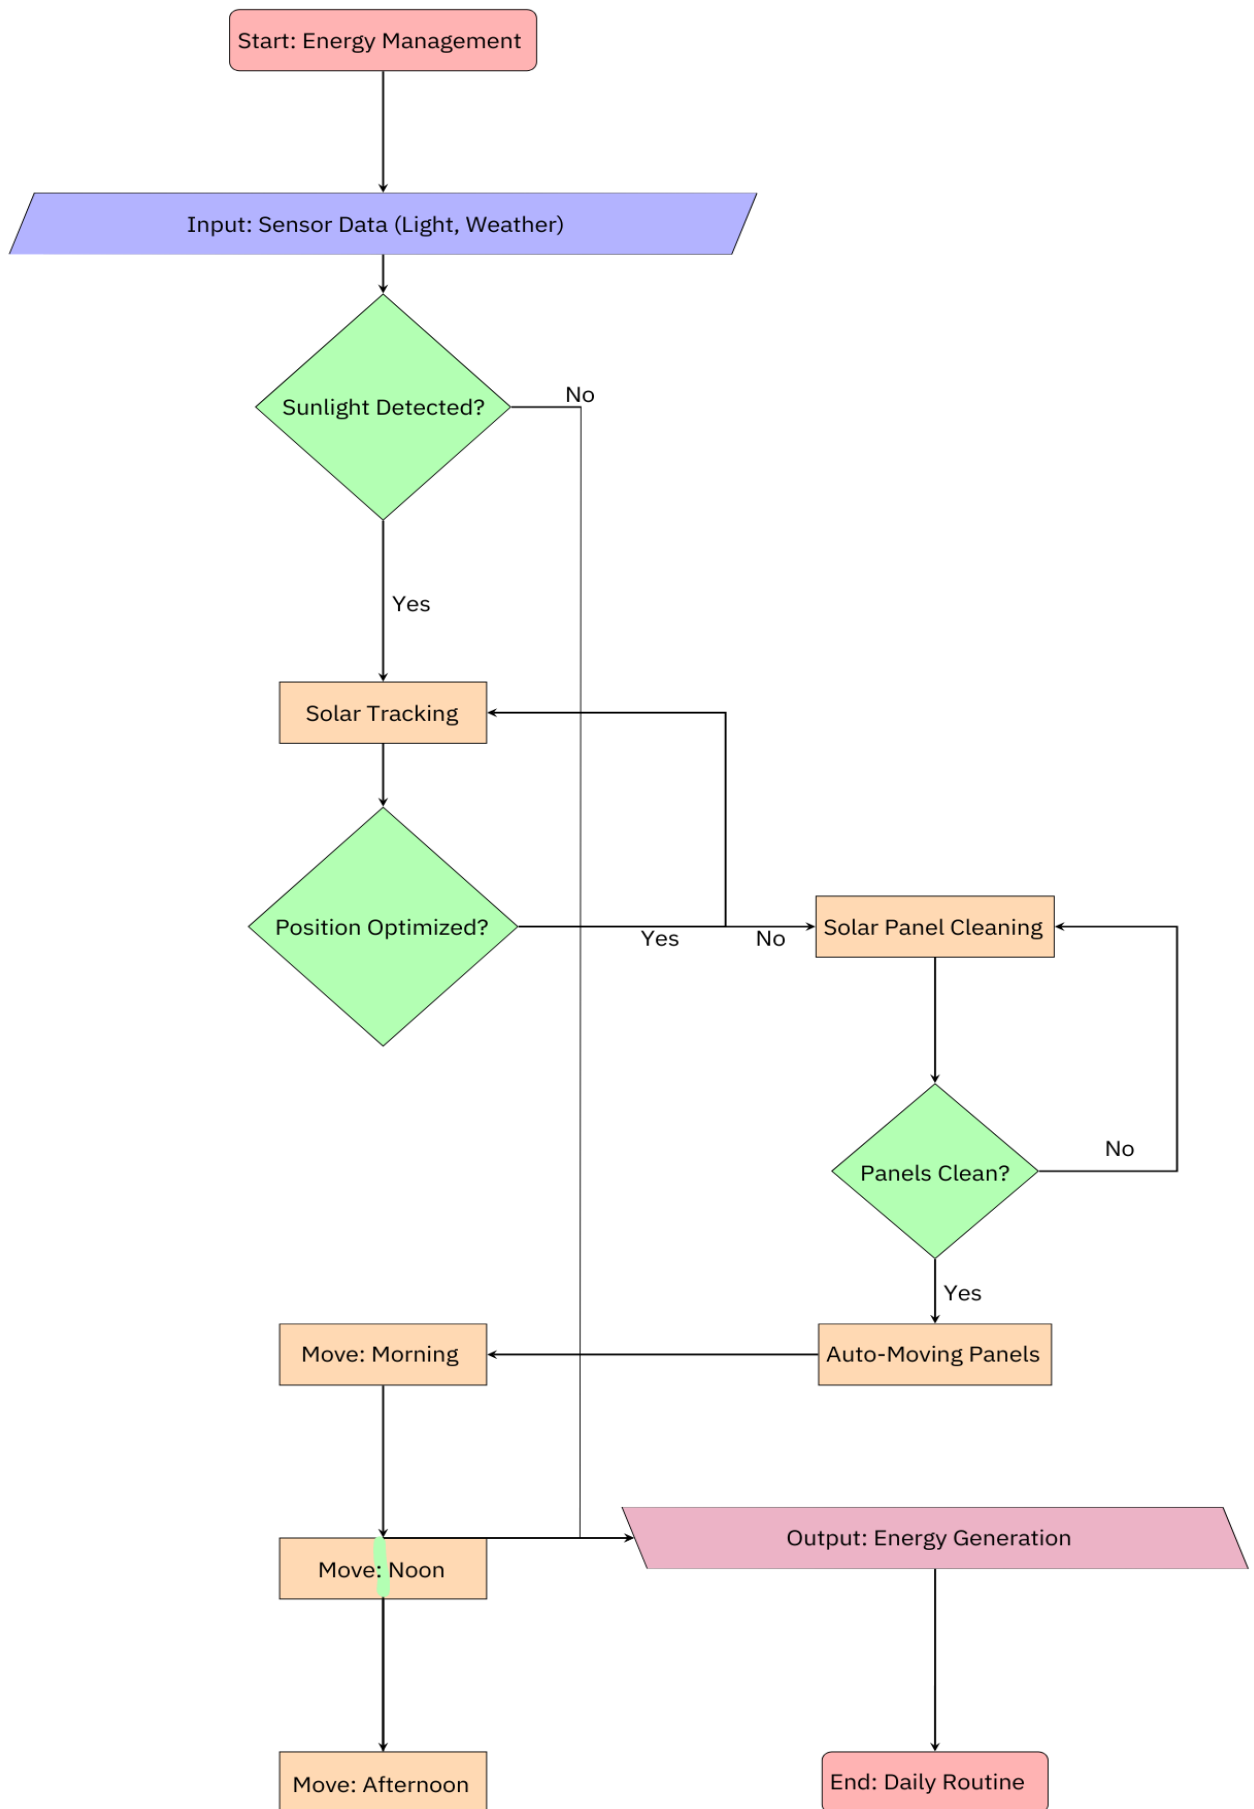 Start: Energy Management
Input: Sensor Data (Light, Weather)
No
Sunlight Detected?
Yes
Solar Tracking
Position Optimized?
Yes
No
Solar Panel Cleaning
No
Panels Clean?
Yes
Move: Morning
Auto-Moving Panels
Output: Energy Generation
Move: Noon
Move: Afternoon
End: Daily Routine